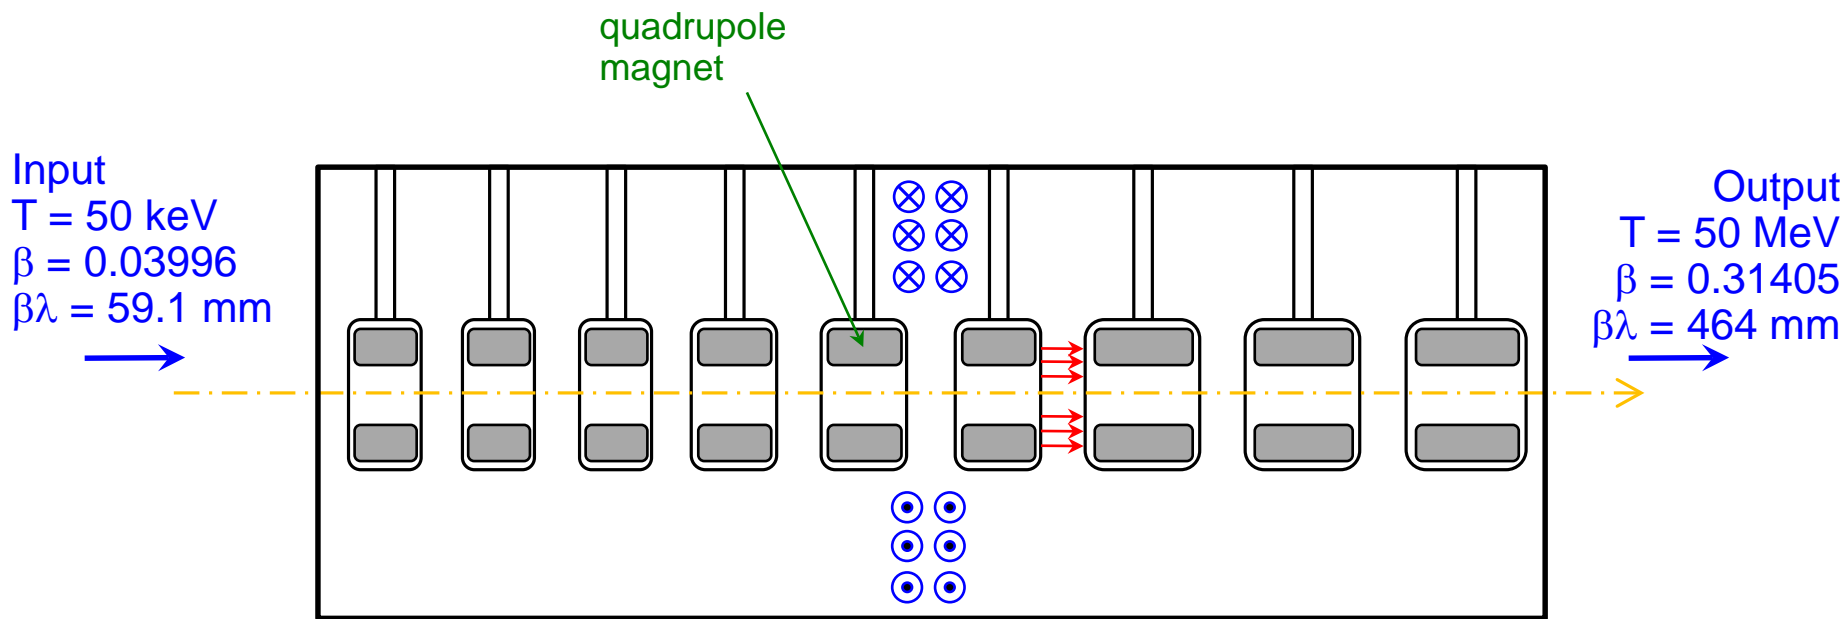 quadrupole
magnet
Input
T = 50 keV
β = 0.03996
βλ = 59.1 mm
Output
T = 50 MeV
β = 0.31405
βλ = 464 mm